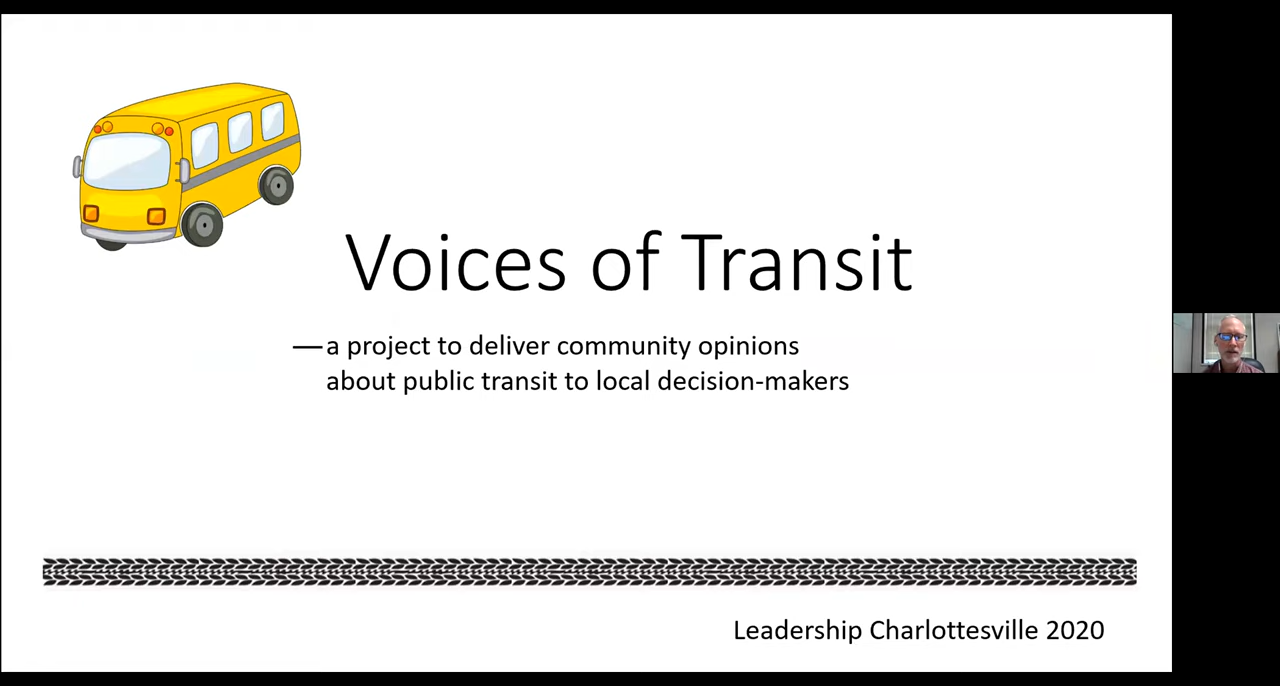 Voices of Transit
—a project to deliver community opinions
about public transit to local decision-makers
Leadership Charlottesville 2020